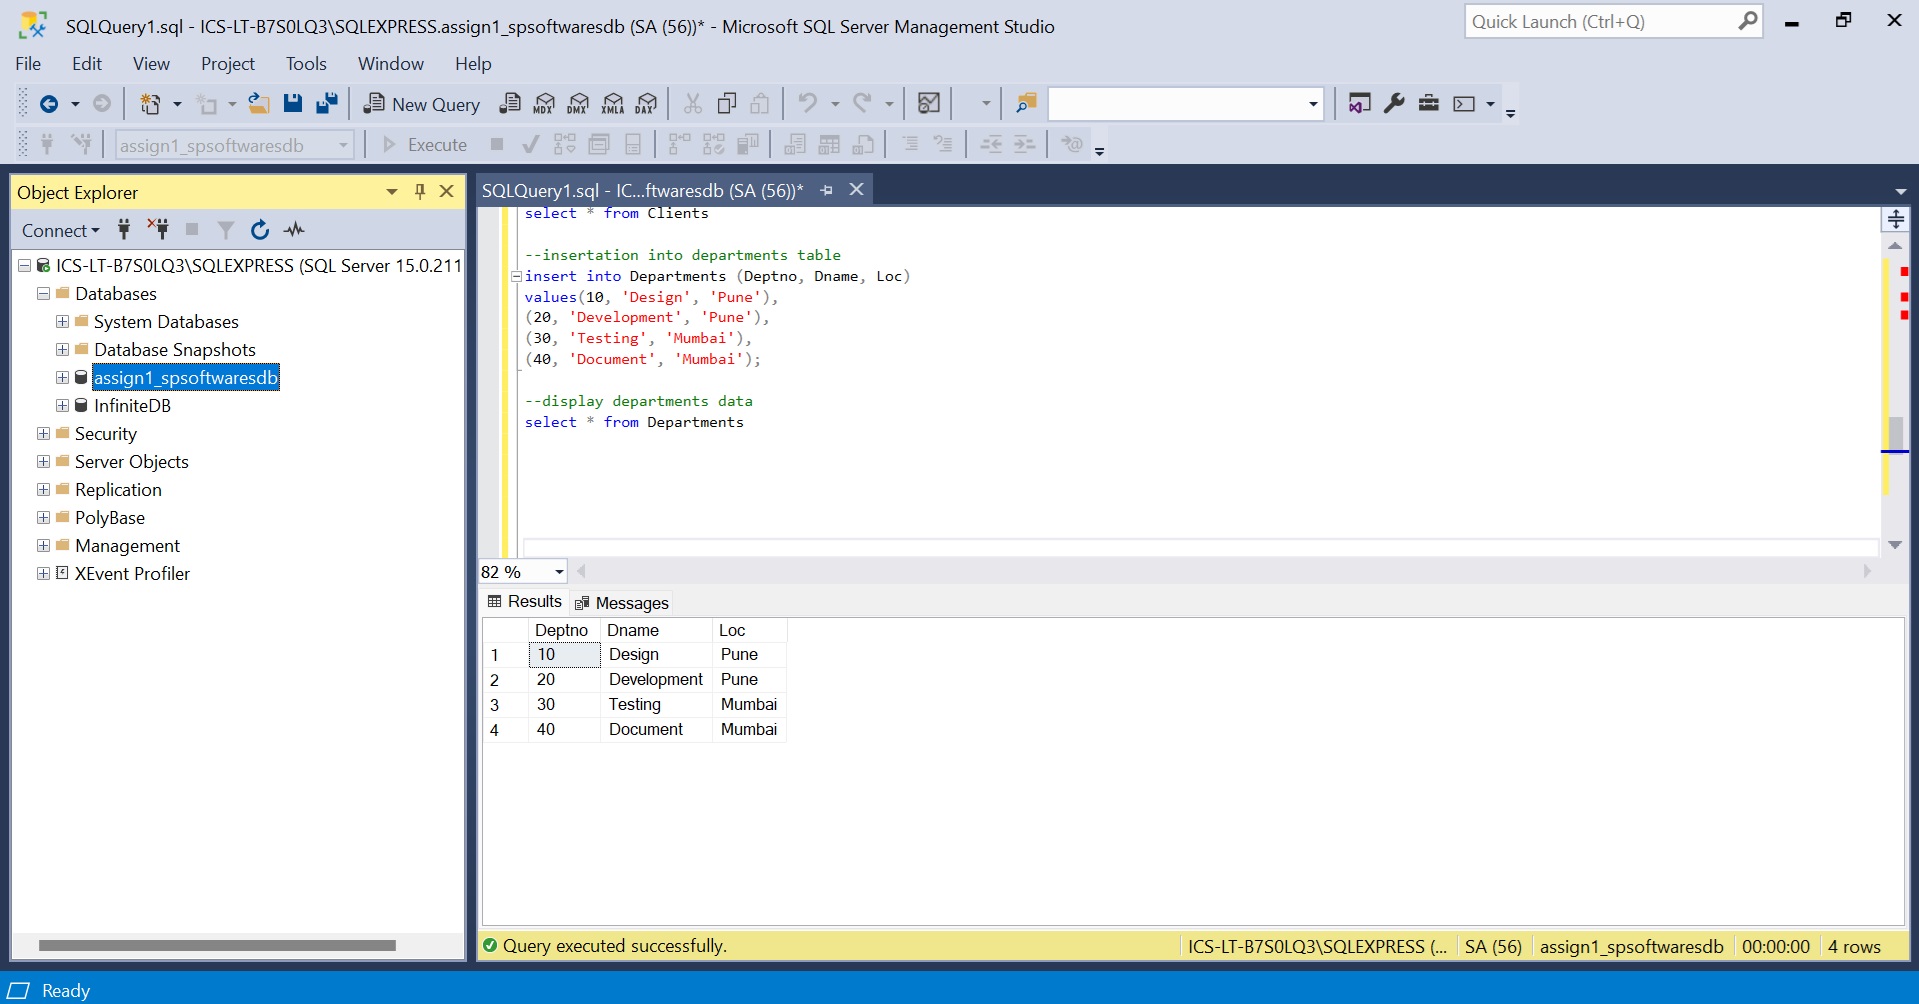 SQLQuery1.sql - ICS-LT-B7S0LQ3\SQLEXPRESS.assign1_spsoftwaresdb (SA (56))* - Microsoft SQL Server Management Studio
Quick Launch (Ctrl+Q)
File Edit View Project Tools Window Help
New Query MDX DMX XMLA DAX
assign1_spsoftwaresdb Execute
Object Explorer
Connect
ICS-LT-B7S0LQ3\SQLEXPRESS (SQL Server 15.0.211
Databases
System Databases
Database Snapshots
assign1_spsoftwaresdb
InfiniteDB
Security
Server Objects
Replication
PolyBase
Management
XEvent Profiler
SQLQuery1.sql - IC...ftwaresdb (SA (56))*
select * from Clients
--insertation into departments table
insert into Departments (Deptno, Dname, Loc)
values(10, 'Design', 'Pune'),
(20, 'Development', 'Pune'),
(30, 'Testing', 'Mumbai'),
(40, 'Document', 'Mumbai');
--display departments data
select * from Departments
82 %
Results Messages
Deptno Dname Loc
1 10 Design Pune
2 20 Development Pune
3 30 Testing Mumbai
4 40 Document Mumbai
Query executed successfully. ICS-LT-B7S0LQ3\SQLEXPRESS (... SA (56) assign1_spsoftwaresdb 00:00:00 4 rows
Ready